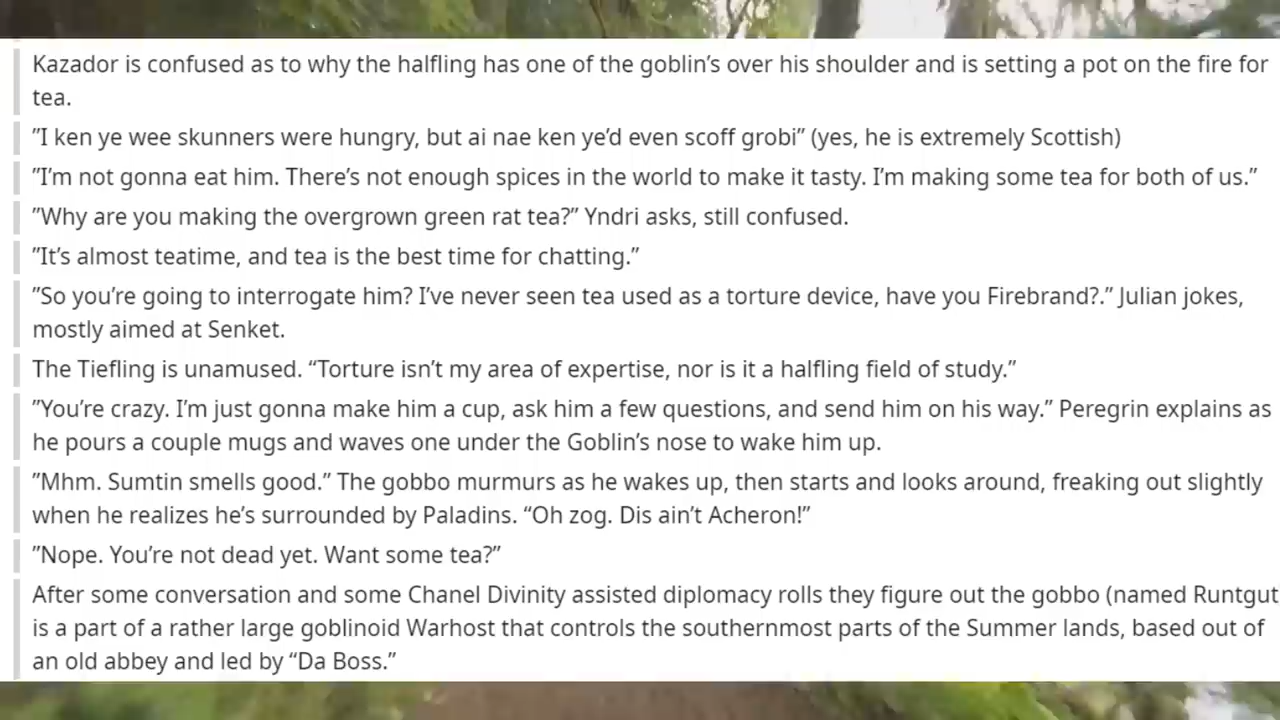 Kazador is confused as to why the halfling has one of the goblin’s over his shoulder and is setting a pot on the fire for
tea.
”I ken ye wee skunners were hungry, but ai nae ken ye’d even scoff grobi” (yes, he is extremely Scottish)
”I’m not gonna eat him. There’s not enough spices in the world to make it tasty. I’m making some tea for both of us.”
”Why are you making the overgrown green rat tea?” Yndri asks, still confused.
”It’s almost teatime, and tea is the best time for chatting.”
”So you’re going to interrogate him? I’ve never seen tea used as a torture device, have you Firebrand?.” Julian jokes,
mostly aimed at Senket.
The Tiefling is unamused. “Torture isn’t my area of expertise, nor is it a halfling field of study.”
”You’re crazy. I’m just gonna make him a cup, ask him a few questions, and send him on his way.” Peregrin explains as
he pours a couple mugs and waves one under the Goblin’s nose to wake him up.
”Mhm. Sumtin smells good.” The gobbo murmurs as he wakes up, then starts and looks around, freaking out slightly
when he realizes he’s surrounded by Paladins. “Oh zog. Dis ain’t Acheron!”
”Nope. You’re not dead yet. Want some tea?”
After some conversation and some Chanel Divinity assisted diplomacy rolls they figure out the gobbo (named Runtgut
is a part of a rather large goblinoid Warhost that controls the southernmost parts of the Summer lands, based out of
an old abbey and led by “Da Boss.”